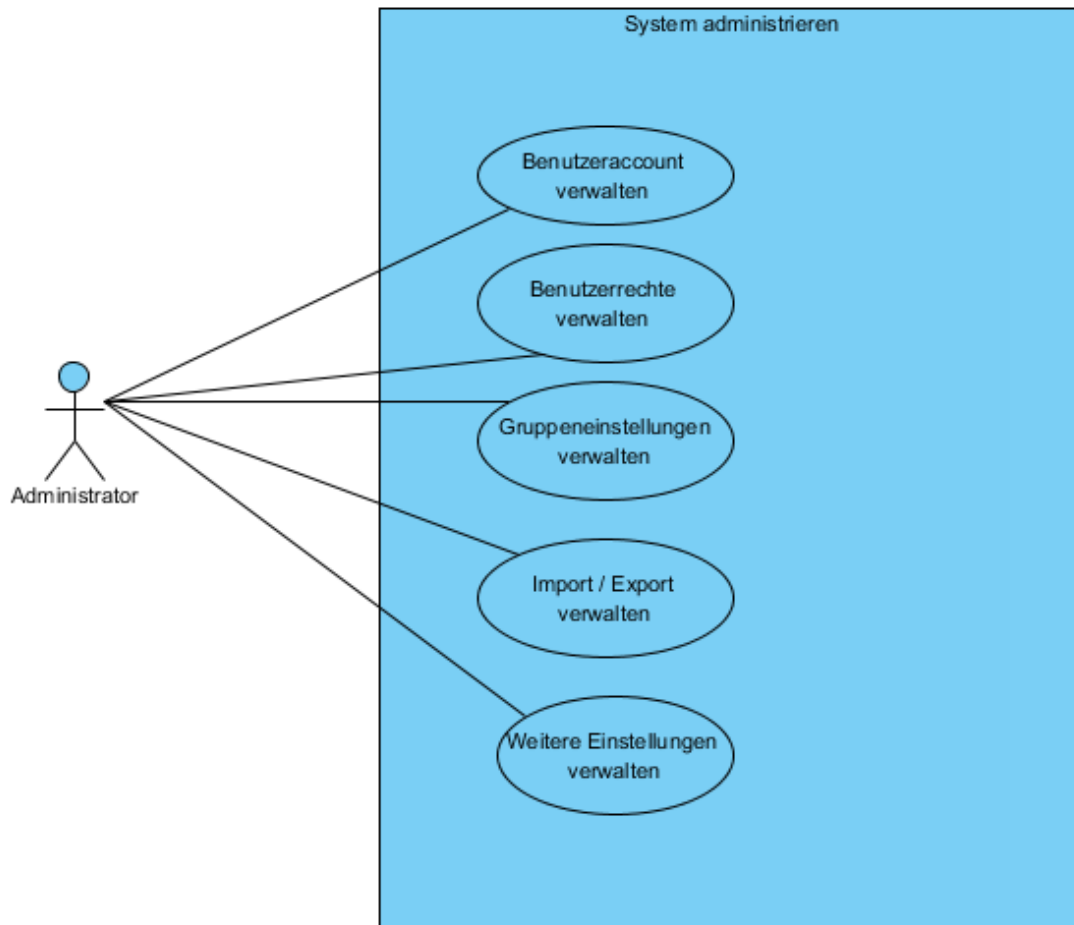 System administrieren
Benutzeraccount
verwalten
Benutzerrechte
verwalten
Gruppeneinstellungen
verwalten
Administrator
Import / Export
verwalten
Weitere Einstellungen
verwalten